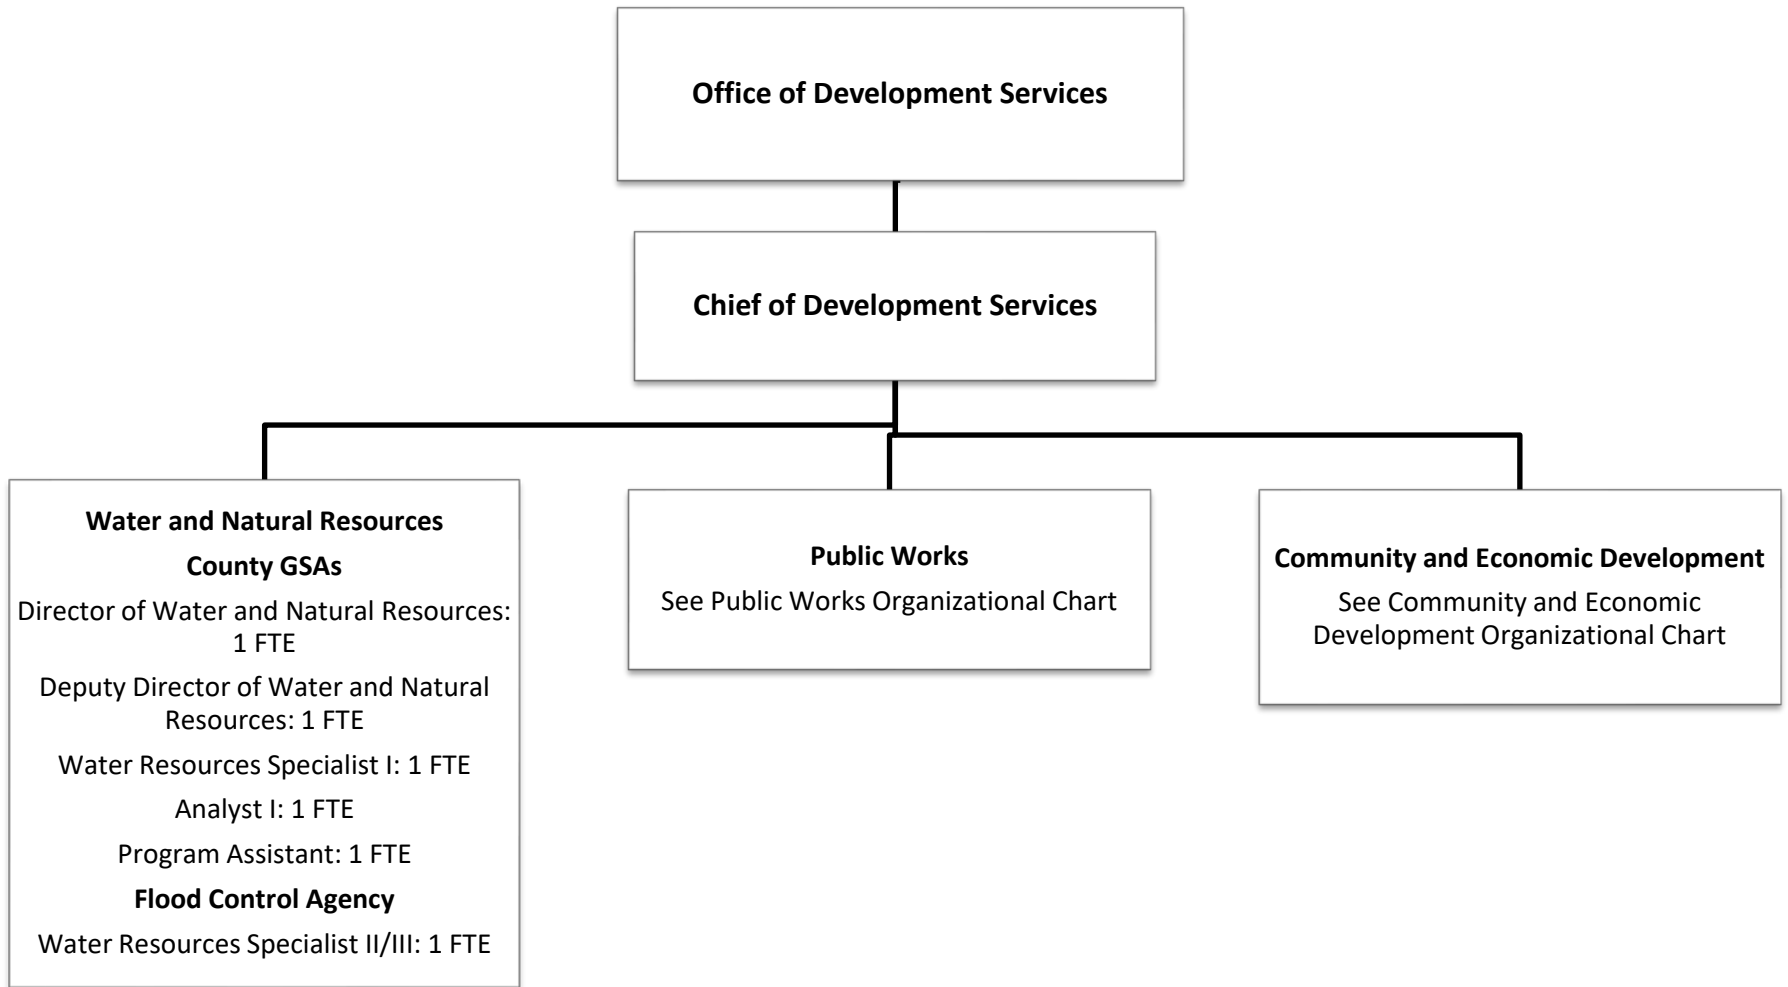 Office of Development Services
Chief of Development Services
Water and Natural Resources
County GSAs
Director of Water and Natural Resources:
1 FTE
Deputy Director of Water and Natural
Resources: 1 FTE
Water Resources Specialist I: 1 FTE
Analyst I: 1 FTE
Program Assistant: 1 FTE
Flood Control Agency
Water Resources Specialist II/III: 1 FTE
Public Works
See Public Works Organizational Chart
Community and Economic Development
See Community and Economic
Development Organizational Chart